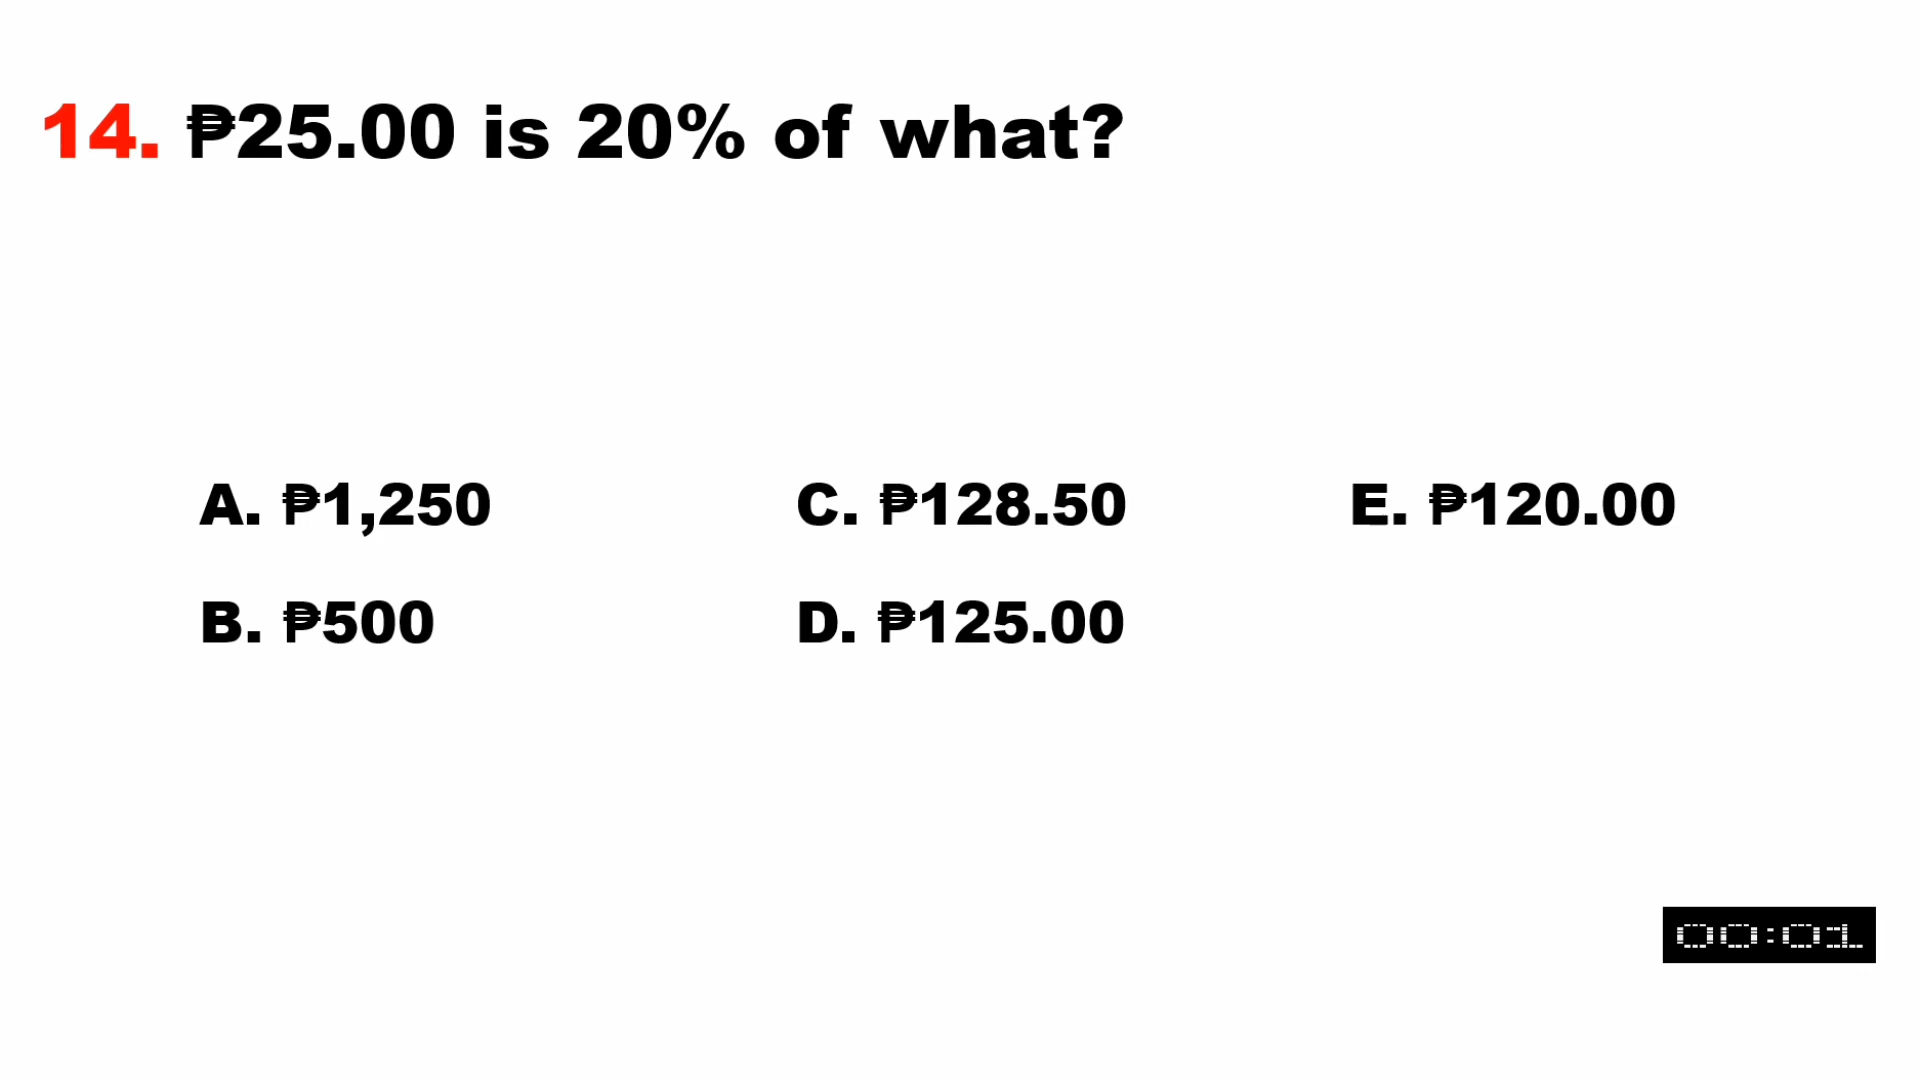 14. ₱25.00 is 20% of what?
A. ₱1,250
B. ₱500
C. ₱128.50
D. ₱125.00
E. ₱120.00
00:01